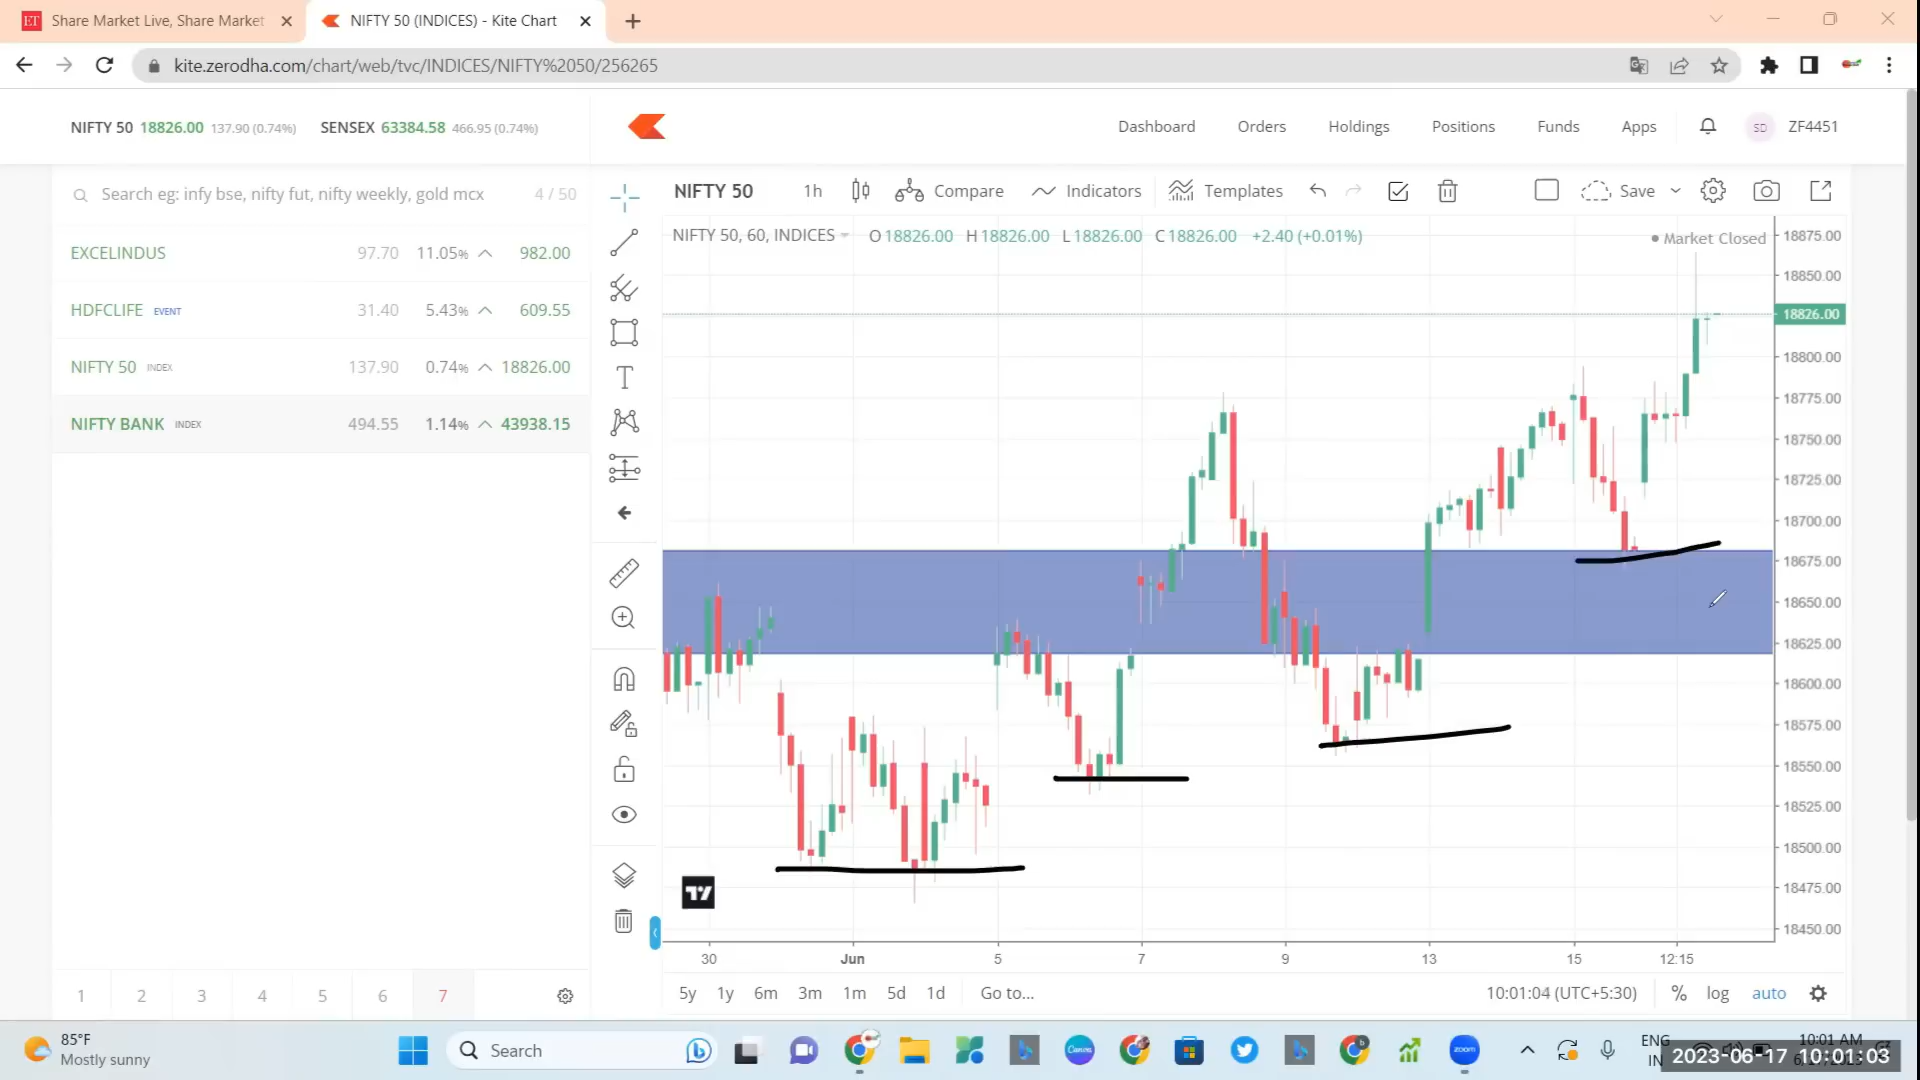 Share Market Live, Share Market
NIFTY 50 (INDICES) - Kite Chart
kite.zerodha.com/chart/web/tvc/INDICES/NIFTY%2050/256265
NIFTY 50 18826.00 137.90 (0.74%) SENSEX 63384.58 466.95 (0.74%)
Dashboard Orders Holdings Positions Funds Apps SD ZF4451
Search eg: infy bse, nifty fut, nifty weekly, gold mcx 4 / 50
EXCELINDUS 97.70 11.05% 982.00
HDFCLIFE EVENT 31.40 5.43% 609.55
NIFTY 50 INDEX 137.90 0.74% 18826.00
NIFTY BANK INDEX 494.55 1.14% 43938.15
1 2 3 4 5 6 7
NIFTY 50 1h Compare Indicators Templates Save
NIFTY 50, 60, INDICES O 18826.00 H 18826.00 L 18826.00 C 18826.00 +2.40 (+0.01%)
Market Closed
18875.00
18850.00
18826.00
18800.00
18775.00
18750.00
18725.00
18700.00
18675.00
18650.00
18625.00
18600.00
18575.00
18550.00
18525.00
18500.00
18475.00
18450.00
30 Jun 5 7 9 13 15 12:15
5y 1y 6m 3m 1m 5d 1d Go to... 10:01:04 (UTC+5:30) % log auto
85°F
Mostly sunny
Search
Canva
zoom
ENG
IN
10:01 AM
2023-06-17 10:01:03